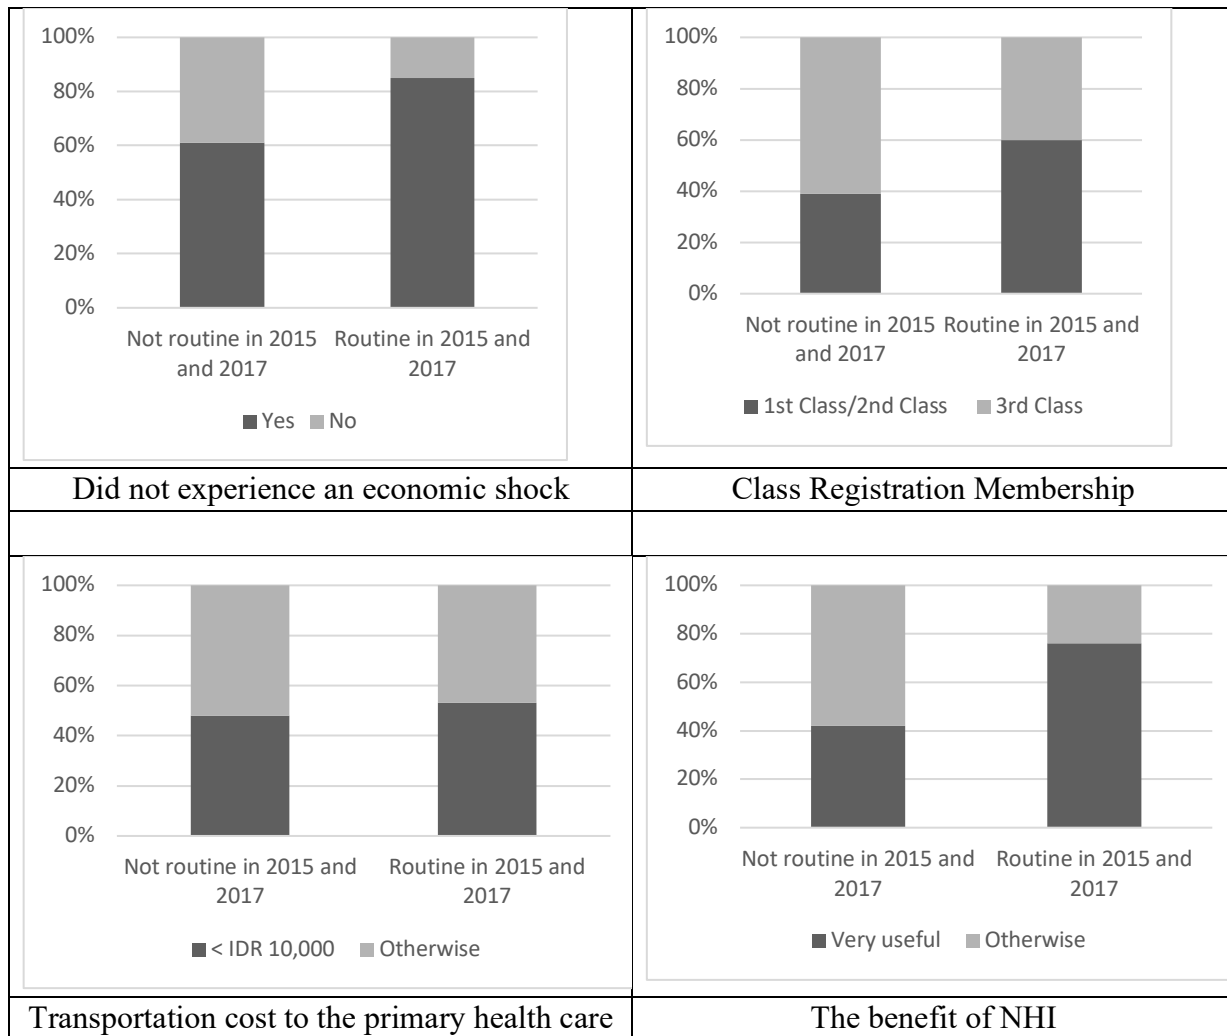 100%
80%
60%
40%
20%
0%
Not routine in 2015
and 2017
Routine in 2015 and
2017
Yes No
Did not experience an economic shock
100%
80%
60%
40%
20%
0%
Not routine in 2015
and 2017
Routine in 2015 and
2017
1st Class/2nd Class 3rd Class
Class Registration Membership
100%
80%
60%
40%
20%
0%
Not routine in 2015 and
2017
Routine in 2015 and
2017
< IDR 10,000 Otherwise
Transportation cost to the primary health care
100%
80%
60%
40%
20%
0%
Not routine in 2015 and
2017
Routine in 2015 and
2017
Very useful Otherwise
The benefit of NHI